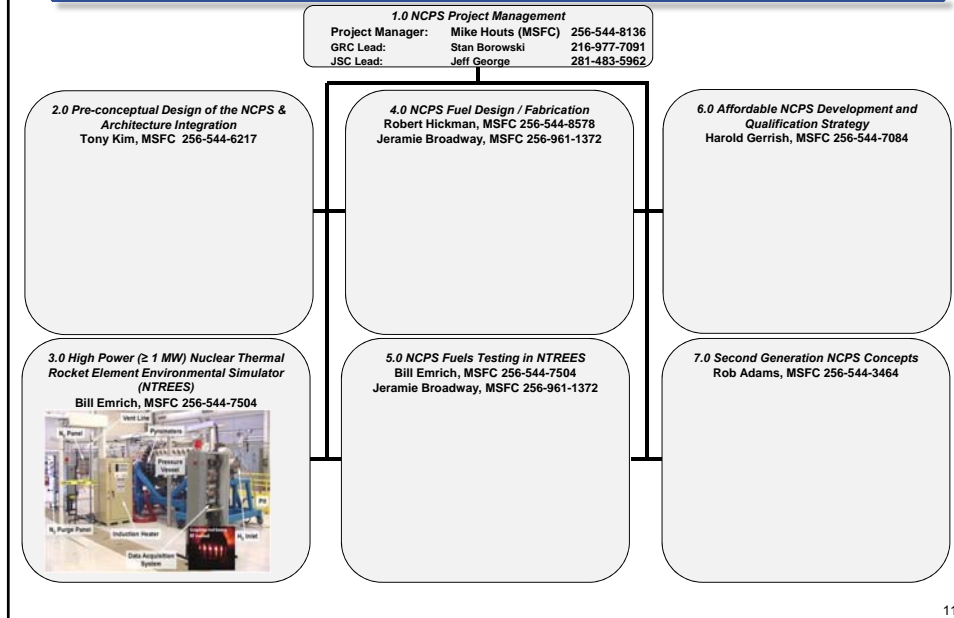 1.0 NCPS Project Management
Project Manager: Mike Houts (MSFC) 256-544-8136
GRC Lead: Stan Borowski 216-977-7091
JSC Lead: Jeff George 281-483-5962
2.0 Pre-conceptual Design of the NCPS &
Architecture Integration
Tony Kim, MSFC 256-544-6217
4.0 NCPS Fuel Design / Fabrication
Robert Hickman, MSFC 256-544-8578
Jeramie Broadway, MSFC 256-961-1372
6.0 Affordable NCPS Development and
Qualification Strategy
Harold Gerrish, MSFC 256-544-7084
3.0 High Power (≥ 1 MW) Nuclear Thermal
Rocket Element Environmental Simulator
(NTREES)
Bill Emrich, MSFC 256-544-7504
Vent Line
N₂ Panel
Pyrometers
Pressure
Vessel
N₂ Purge Panel
Induction Heater
H₂ Inlet
Data Acquisition
System
5.0 NCPS Fuels Testing in NTREES
Bill Emrich, MSFC 256-544-7504
Jeramie Broadway, MSFC 256-961-1372
7.0 Second Generation NCPS Concepts
Rob Adams, MSFC 256-544-3464
11